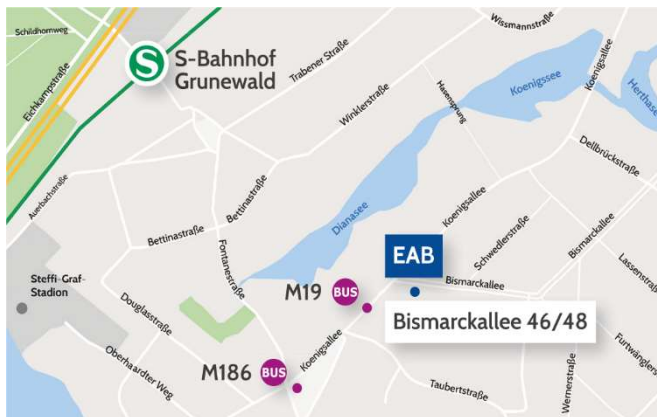 Schildhornweg
Eichkampstraße
S
S-Bahnhof
Grunewald
Trabener Straße
Wissmannstraße
Koenigsallee
Winklerstraße
Hasensprung
Koenigssee
Herthasee
Dellbrückstraße
Auerbachstraße
Bettinastraße
Bettinastraße
Fontanestraße
Dianasee
Koenigsallee
Schwedlerstraße
Bismarckallee
Lassenstraße
EAB
Bismarckallee
Bismarckallee 46/48
Steffi-Graf-
Stadion
Douglasstraße
Oberhaardter Weg
M19
BUS
M186
BUS
Koenigsallee
Taubertstraße
Wernerstraße